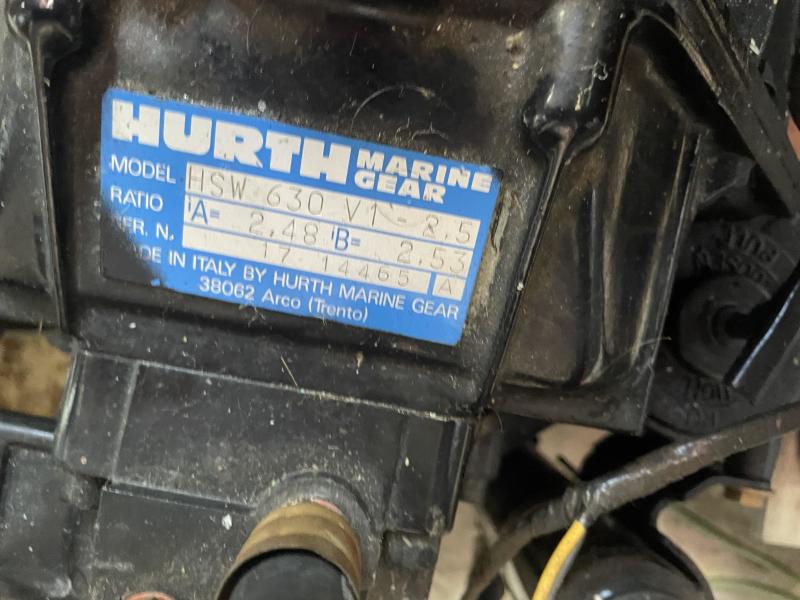 HURTH MARINE GEAR
MODEL HSW 630 V1 - 2.5
RATIO A= 2.48 B= 2.53
SER. N. 17 14465 A
MADE IN ITALY BY HURTH MARINE GEAR
38062 Arco (Trento)